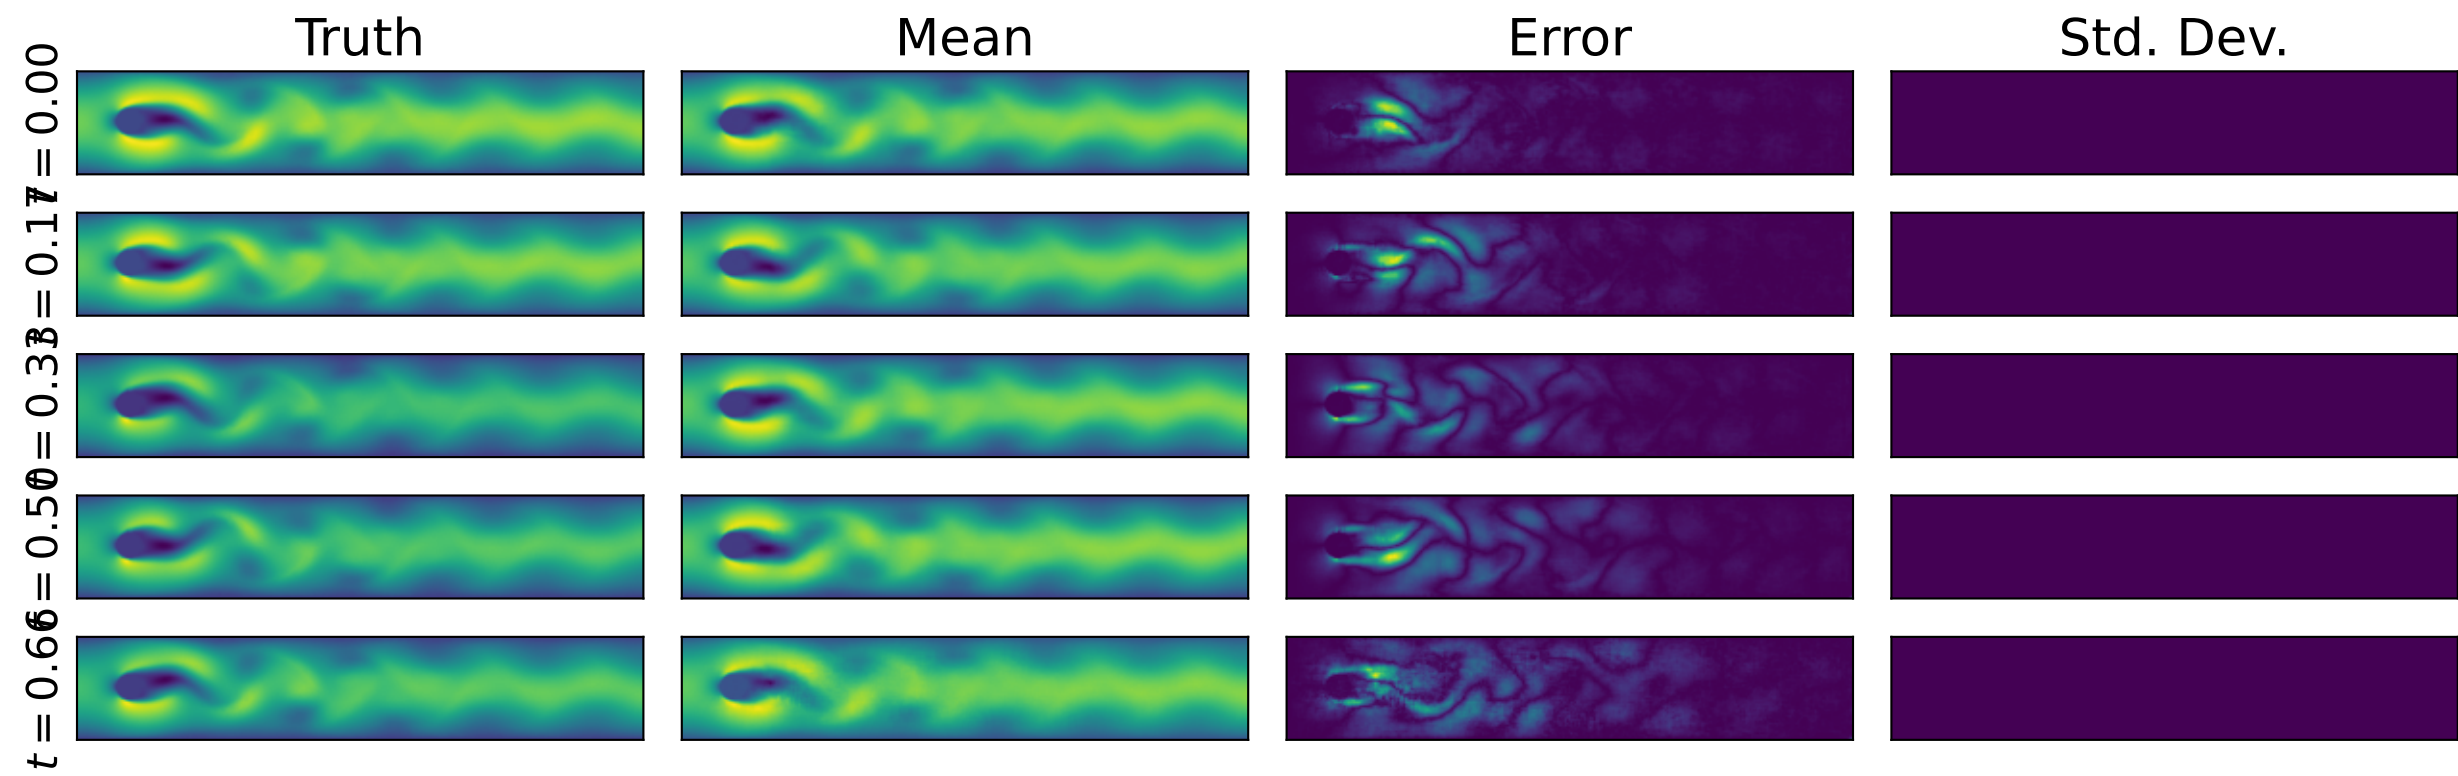 Truth Mean Error Std. Dev.
t = 0.00
t = 0.17
t = 0.33
t = 0.50
t = 0.66